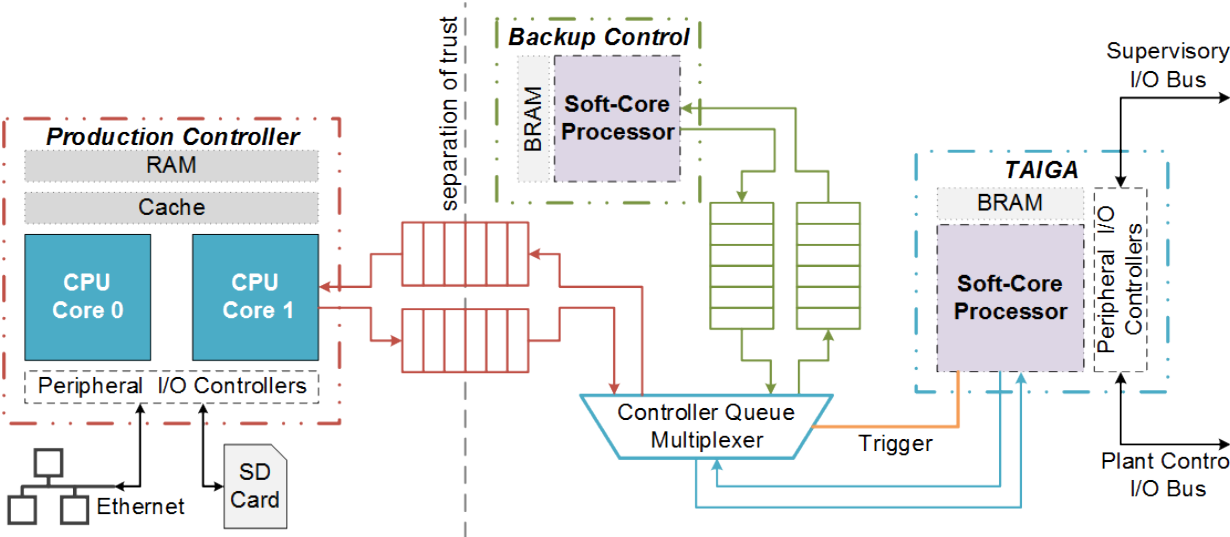 separation of trust
Backup Control
BRAM
Soft-Core
Processor
Supervisory
I/O Bus
Production Controller
RAM
Cache
CPU
Core 0
CPU
Core 1
Peripheral I/O Controllers
Ethernet
SD
Card
TAIGA
BRAM
Soft-Core
Processor
Peripheral I/O
Controllers
Controller Queue
Multiplexer
Trigger
Plant Contro
I/O Bus